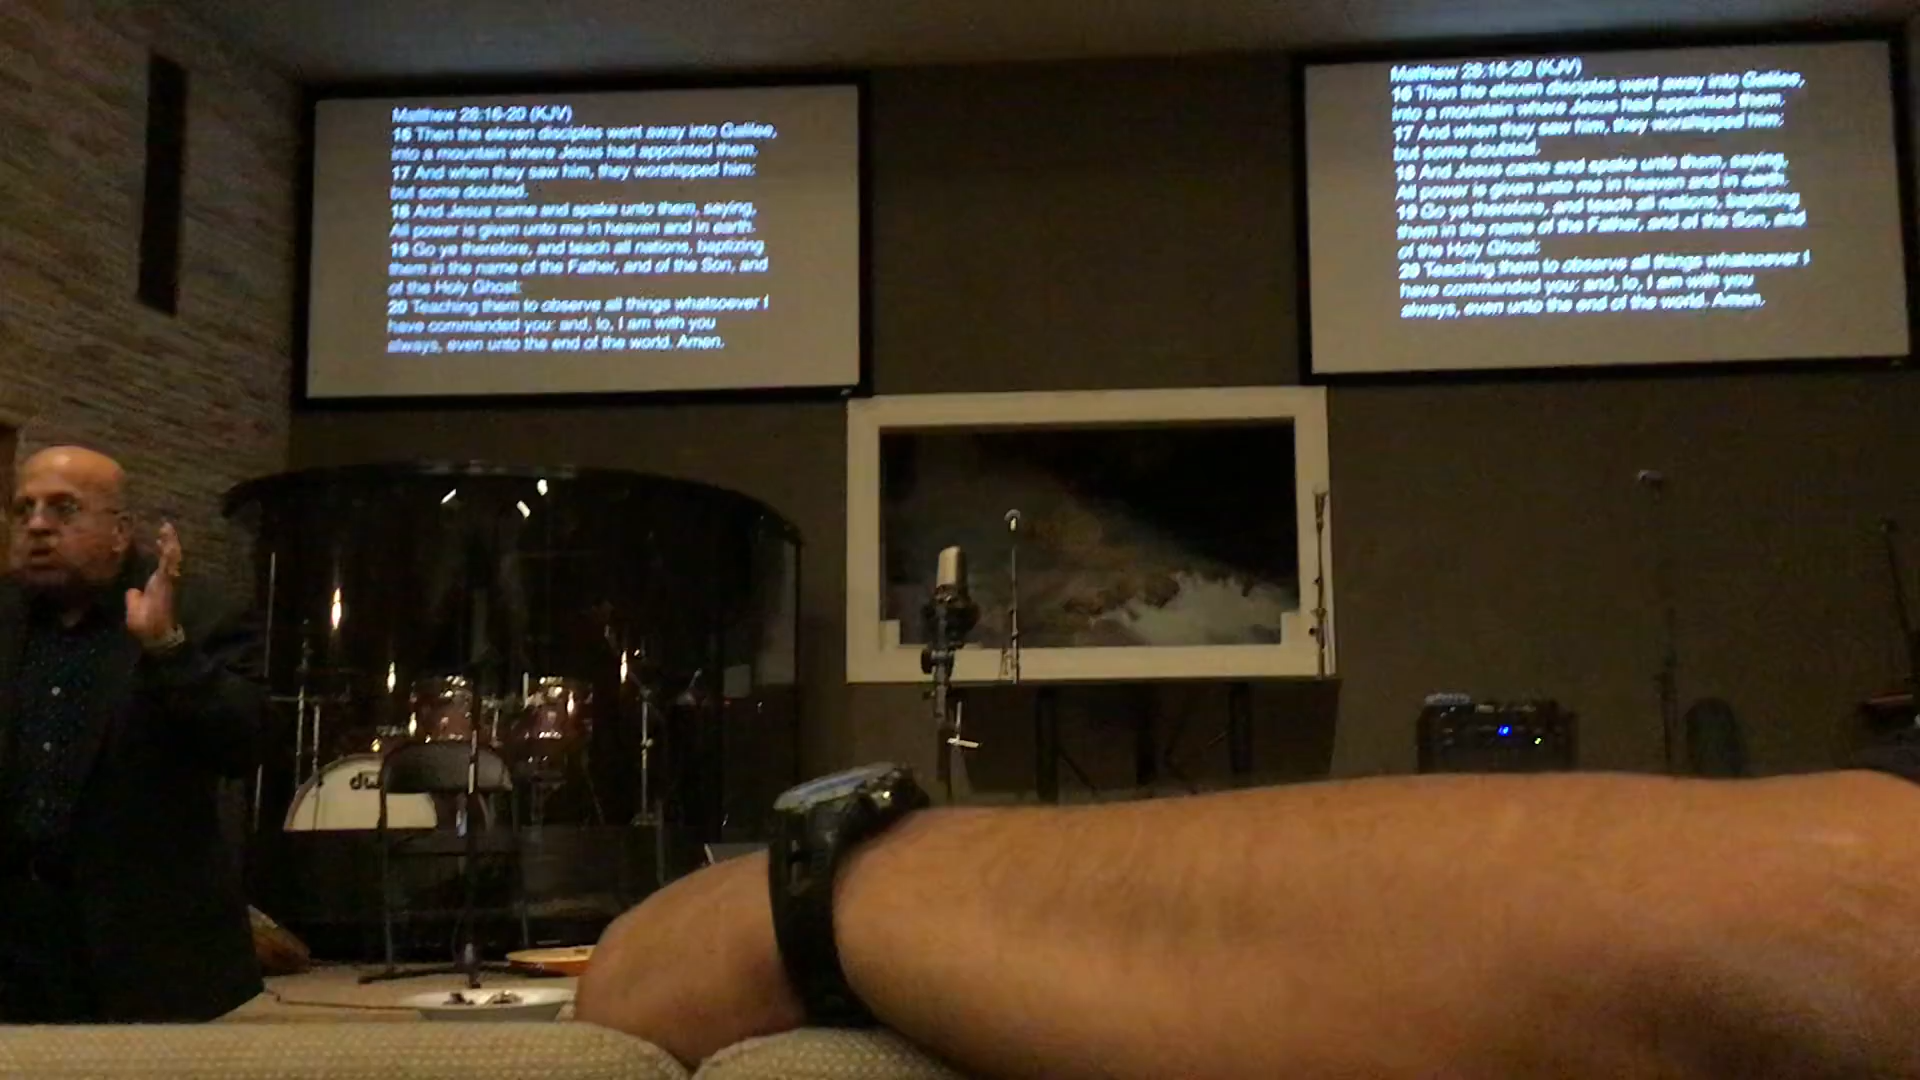 Matthew 28:16-20 (KJV)
16 Then the eleven disciples went away into Galilee,
into a mountain where Jesus had appointed them.
17 And when they saw him, they worshipped him:
but some doubted.
18 And Jesus came and spake unto them, saying,
All power is given unto me in heaven and in earth.
19 Go ye therefore, and teach all nations, baptizing
them in the name of the Father, and of the Son, and
of the Holy Ghost:
20 Teaching them to observe all things whatsoever I
have commanded you: and, lo, I am with you
always, even unto the end of the world. Amen.
Matthew 28:16-20 (KJV)
16 Then the eleven disciples went away into Galilee,
into a mountain where Jesus had appointed them.
17 And when they saw him, they worshipped him:
but some doubted.
18 And Jesus came and spake unto them, saying,
All power is given unto me in heaven and in earth.
19 Go ye therefore, and teach all nations, baptizing
them in the name of the Father, and of the Son, and
of the Holy Ghost:
20 Teaching them to observe all things whatsoever I
have commanded you: and, lo, I am with you
always, even unto the end of the world. Amen.
dw